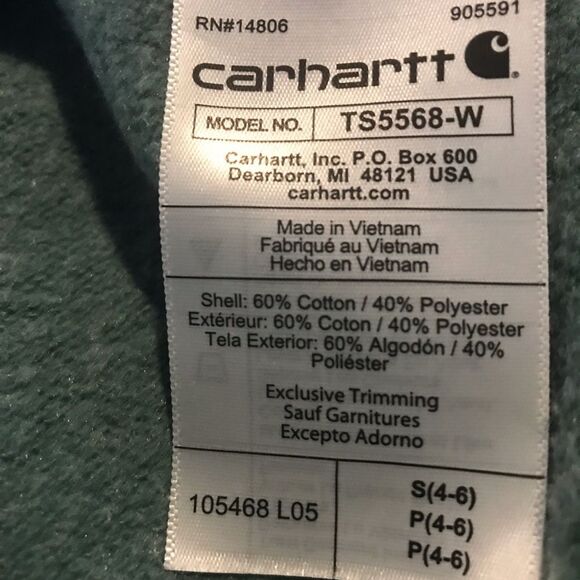 RN#14806
905591
carhartt
MODEL NO. TS5568-W
Carhartt, Inc. P.O. Box 600
Dearborn, MI 48121 USA
carhartt.com
Made in Vietnam
Fabriqué au Vietnam
Hecho en Vietnam
Shell: 60% Cotton / 40% Polyester
Extérieur: 60% Coton / 40% Polyester
Tela Exterior: 60% Algodón / 40%
Poliéster
Exclusive Trimming
Sauf Garnitures
Excepto Adorno
105468 L05
S(4-6)
P(4-6)
P(4-6)